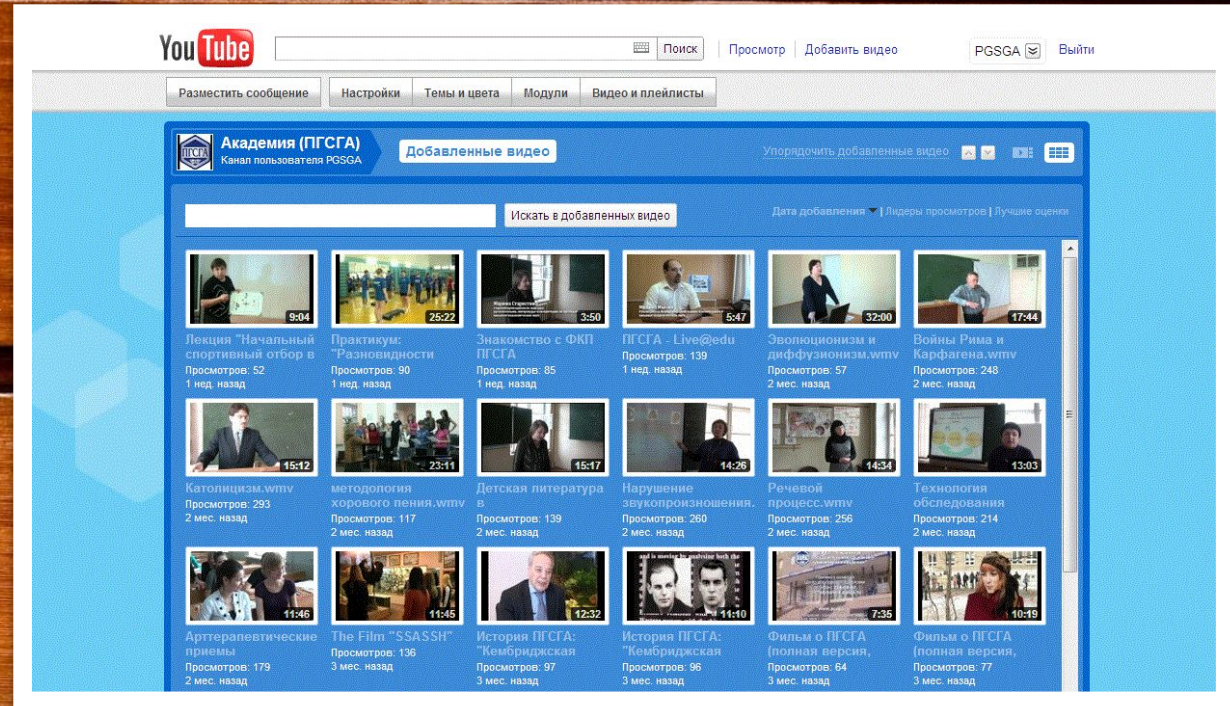 YouTube
Поиск
Просмотр | Добавить видео
PGSGA
Выйти
Разместить сообщение
Настройки
Темы и цвета
Модули
Видео и плейлисты
ПГСГА
Академия (ПГСГА)
Канал пользователя PGSGA
Добавленные видео
Упорядочить добавленные видео
Искать в добавленных видео
Дата добавления | Лидеры просмотров | Лучшие оценки
9:04
25:22
3:50
5:47
32:00
17:44
Лекция "Начальный
спортивный отбор в
Просмотров: 52
1 нед. назад
Практикум:
"Разновидности
Просмотров: 90
1 нед. назад
Знакомство с ФКП
ПГСГА
Просмотров: 85
1 нед. назад
ПГСГА - Live@edu
Просмотров: 139
1 нед. назад
Эволюционизм и
диффузионизм.wmv
Просмотров: 57
2 мес. назад
Войны Рима и
Карфагена.wmv
Просмотров: 248
2 мес. назад
15:12
23:11
15:17
14:26
14:34
13:03
Католицизм.wmv
Просмотров: 293
2 мес. назад
методология
хорового пения.wmv
Просмотров: 117
2 мес. назад
Детская литература
в
Просмотров: 139
2 мес. назад
Нарушение
звукопроизношения.
Просмотров: 260
2 мес. назад
Речевой
процесс.wmv
Просмотров: 256
2 мес. назад
Технология
обследования
Просмотров: 214
2 мес. назад
and is moving by analysing both the
11:46
11:45
12:32
11:10
7:35
10:19
Арттерапевтические
приемы
Просмотров: 179
2 мес. назад
The Film "SSASSH"
Просмотров: 136
3 мес. назад
История ПГСГА:
"Кембриджская
Просмотров: 97
3 мес. назад
История ПГСГА:
"Кембриджская
Просмотров: 96
3 мес. назад
Фильм о ПГСГА
(полная версия,
Просмотров: 64
3 мес. назад
Фильм о ПГСГА
(полная версия,
Просмотров: 77
3 мес. назад